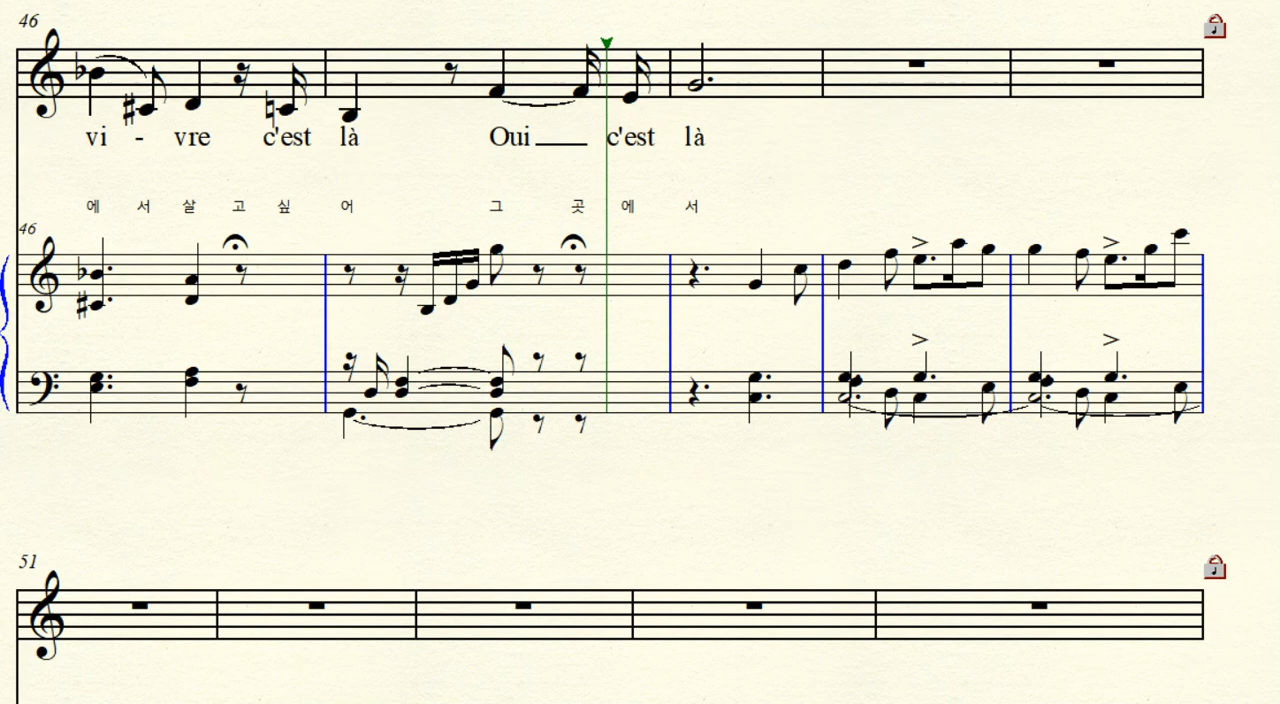 46
vi - vre c'est là Oui c'est là
에 서 살 고 싶 어 그 곳 에 서
46
51